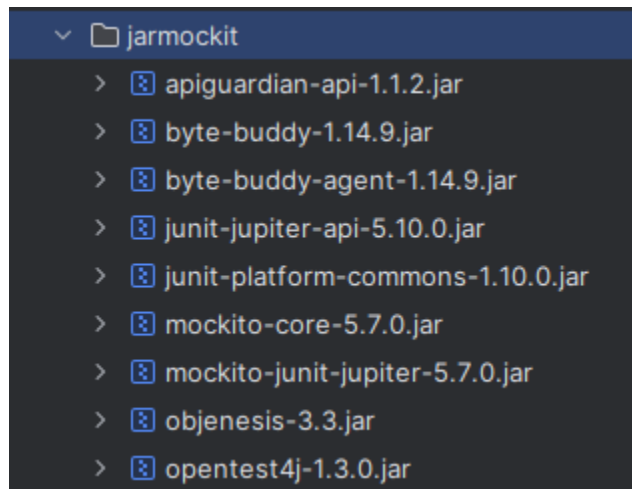 jarmockit
apiguardian-api-1.1.2.jar
byte-buddy-1.14.9.jar
byte-buddy-agent-1.14.9.jar
junit-jupiter-api-5.10.0.jar
junit-platform-commons-1.10.0.jar
mockito-core-5.7.0.jar
mockito-junit-jupiter-5.7.0.jar
objenesis-3.3.jar
opentest4j-1.3.0.jar